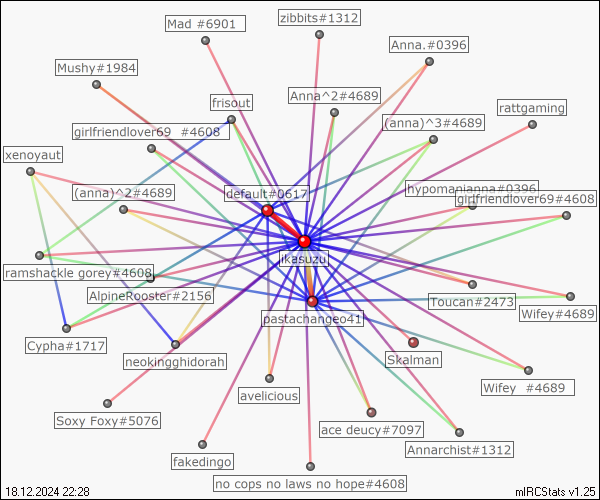 zibbits#1312
Mad #6901
Anna.#0396
Mushy#1984
Anna^2#4689
frisout
rattgaming
(anna)^3#4689
girlfriendlover69 #4608
xenoyaut
(anna)^2#4689
default#0617
hypomanianna#0396
girlfriendlover69#4608
jkasuzu
ramshackle gorey#4608
AlpineRooster#2156
Toucan#2473
Wifey#4689
pastachangeo41
Cypha#1717
neokingghidorah
Skalman
Wifey #4689
avelicious
Soxy Foxy#5076
ace deucy#7097
Annarchist#1312
fakedingo
no cops no laws no hope#4608
18.12.2024 22:28
mIRCStats v1.25